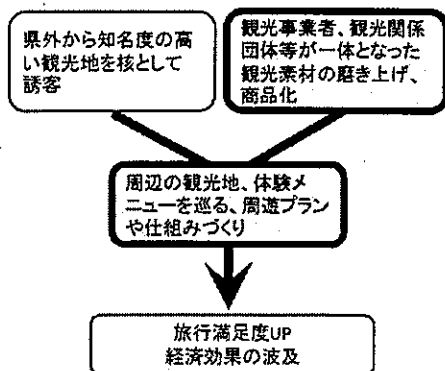 県外から知名度の高
い観光地を核として
誘客
観光事業者、観光関係
団体等が一体となった
観光素材の磨き上げ、
商品化
周辺の観光地、体験メ
ニューを巡る、周遊プラン
や仕組みづくり
旅行満足度UP
経済効果の波及